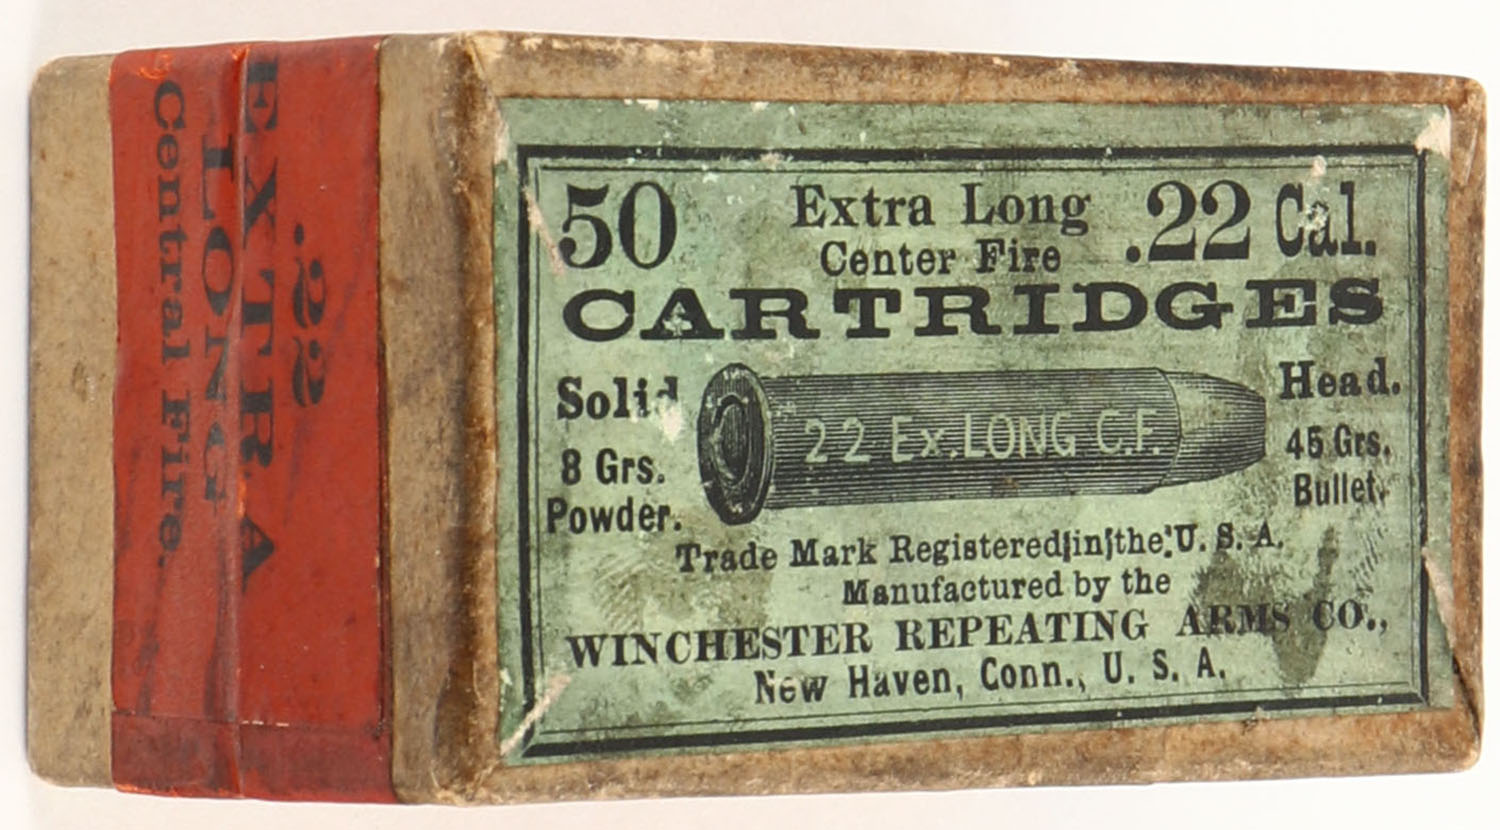 .22
EXTRA
LONG
Central Fire.
50 Extra Long .22 Cal.
Center Fire
CARTRIDGES
Solid Head.
22 Ex. LONG C.F.
8 Grs. 45 Grs.
Powder. Bullet.
Trade Mark Registered in the U. S. A.
Manufactured by the
WINCHESTER REPEATING ARMS CO.,
New Haven, Conn., U. S. A.